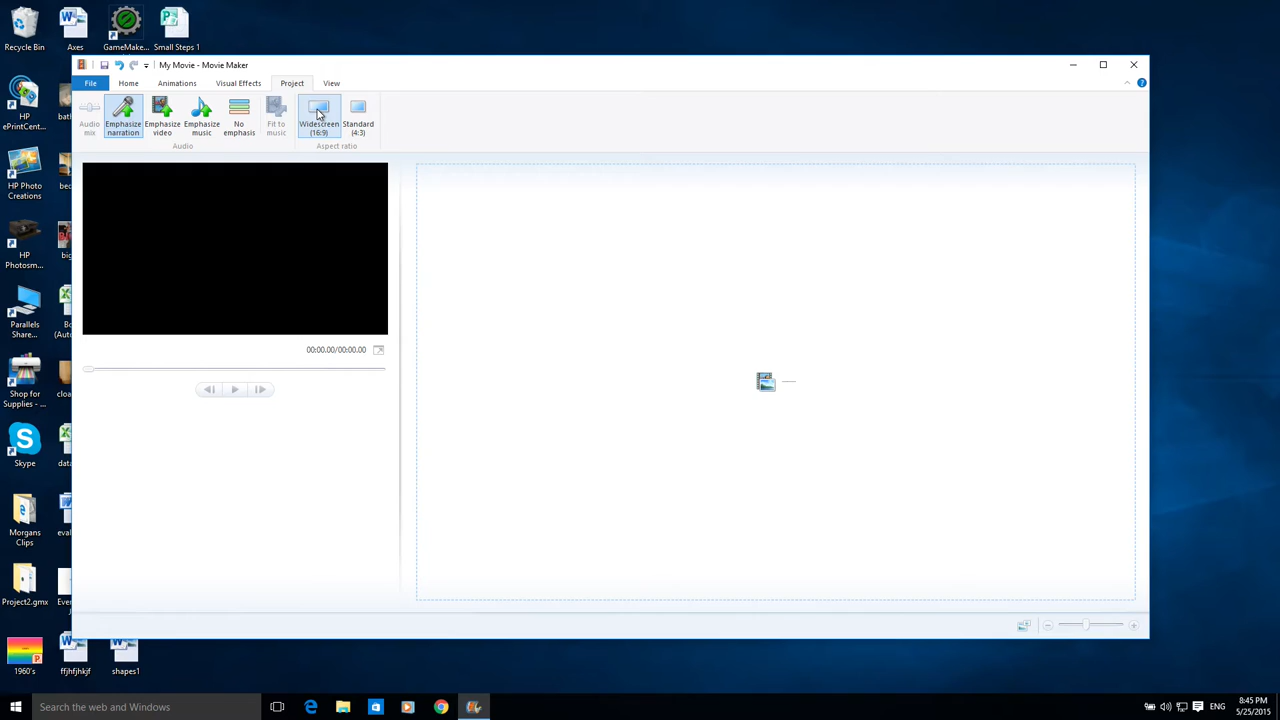 Recycle Bin
Axes
GameMake...
Small Steps 1
HP ePrintCent...
HP Photo Creations
HP Photosm...
Parallels Share...
Shop for Supplies - ...
Skype
Morgans Clips
Project2.gmx
1960's
ffjhfjhkjf
shapes1
My Movie - Movie Maker
File
Home
Animations
Visual Effects
Project
View
Audio mix
Emphasize narration
Emphasize video
Emphasize music
No emphasis
Fit to music
Widescreen (16:9)
Standard (4:3)
Audio
Aspect ratio
00:00.00/00:00.00
Search the web and Windows
ENG
8:45 PM
5/25/2015